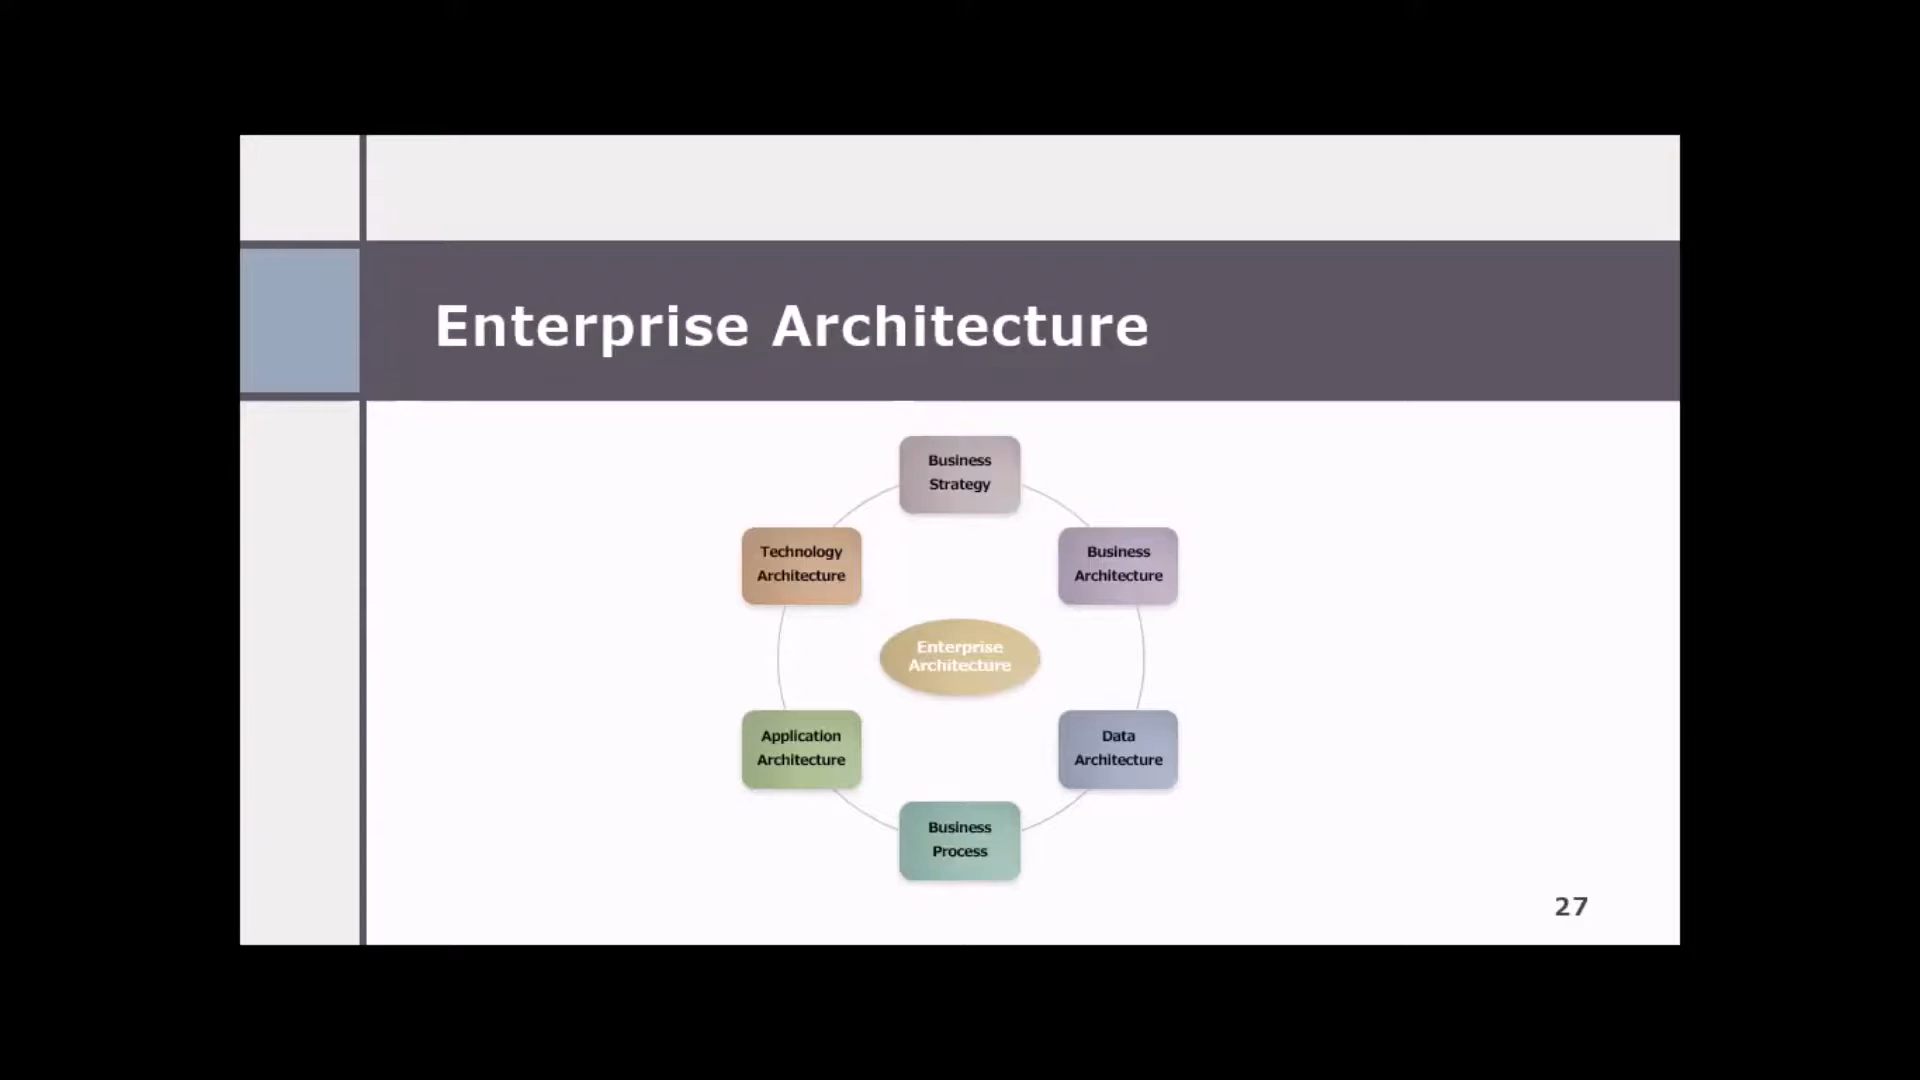 Enterprise Architecture
Business
Strategy
Technology
Architecture
Business
Architecture
Enterprise
Architecture
Application
Architecture
Data
Architecture
Business
Process
27